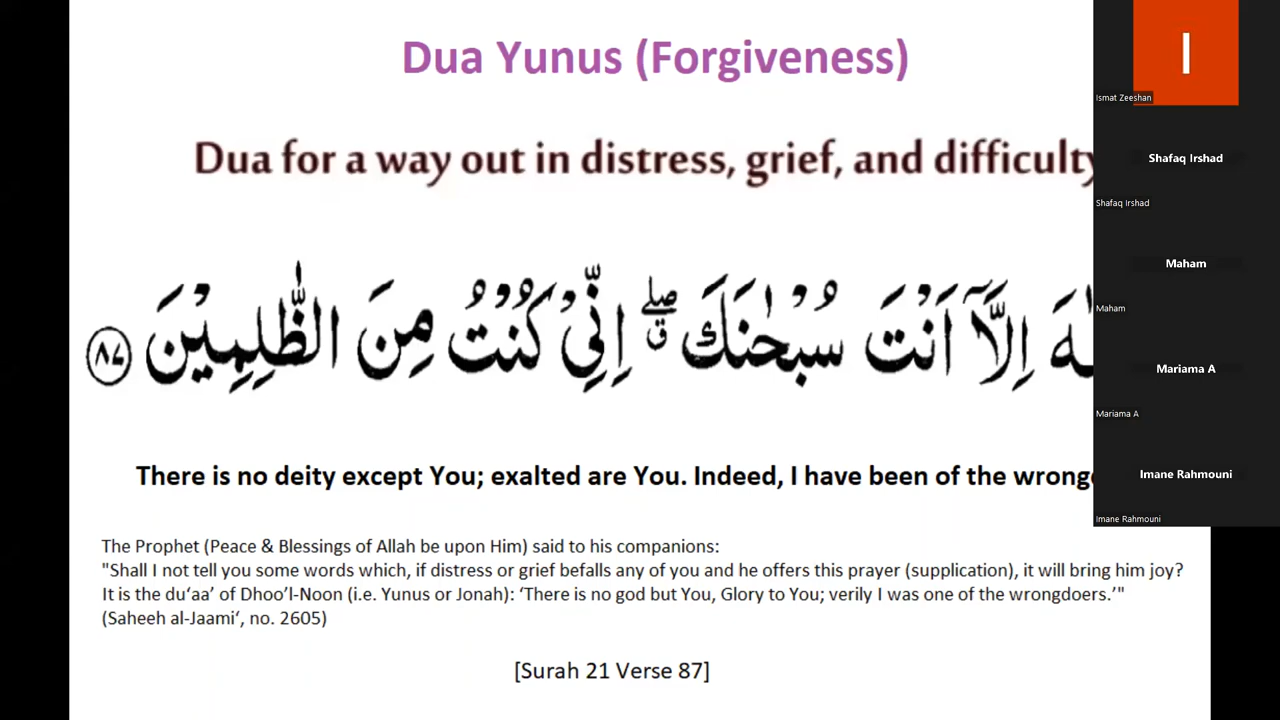 Dua Yunus (Forgiveness)
Dua for a way out in distress, grief, and difficulty
اِلَّاۤ اَنْتَ سُبْحٰنَكَ ۖۗ اِنِّیْ كُنْتُ مِنَ الظّٰلِمِیْنَ ﴿۸۷﴾
There is no deity except You; exalted are You. Indeed, I have been of the
The Prophet (Peace & Blessings of Allah be upon Him) said to his companions:
"Shall I not tell you some words which, if distress or grief befalls any of you and he offers this prayer (supplication), it will bring him joy?
It is the du‘aa’ of Dhoo’l-Noon (i.e. Yunus or Jonah): ‘There is no god but You, Glory to You; verily I was one of the wrongdoers.’"
(Saheeh al-Jaami‘, no. 2605)
[Surah 21 Verse 87]
I
Ismat Zeeshan
Shafaq Irshad
Shafaq Irshad
Maham
Maham
Mariama A
Mariama A
Imane Rahmouni
Imane Rahmouni